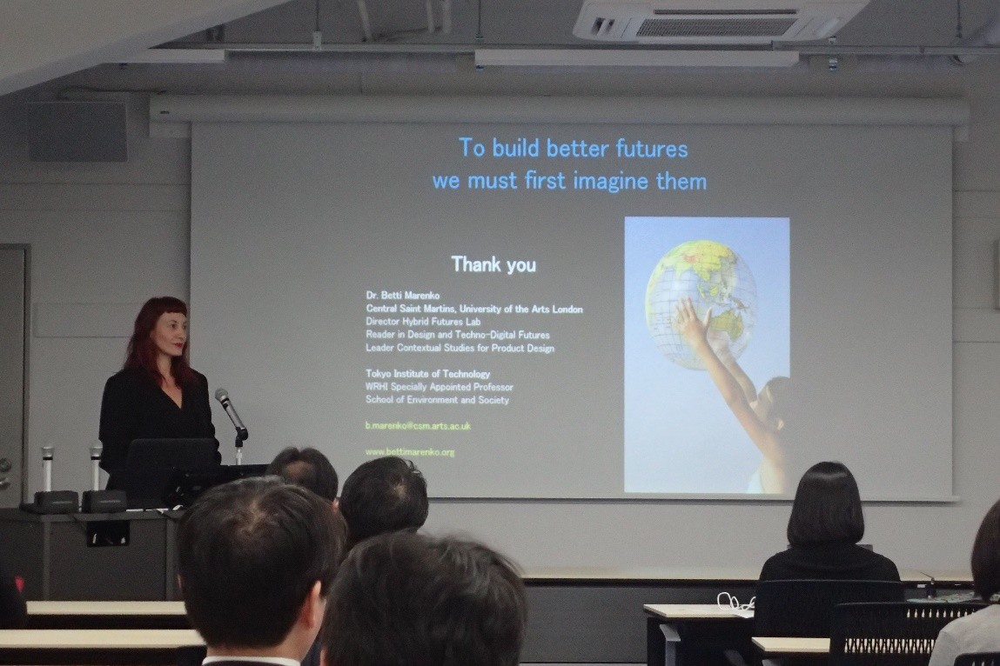 To build better futures
we must first imagine them
Thank you
Dr. Betti Marenko
Central Saint Martins, University of the Arts London
Director Hybrid Futures Lab
Reader in Design and Techno-Digital Futures
Leader Contextual Studies for Product Design
Tokyo Institute of Technology
WRHI Specially Appointed Professor
School of Environment and Society
b.marenko@csm.arts.ac.uk
www.bettimarenko.org